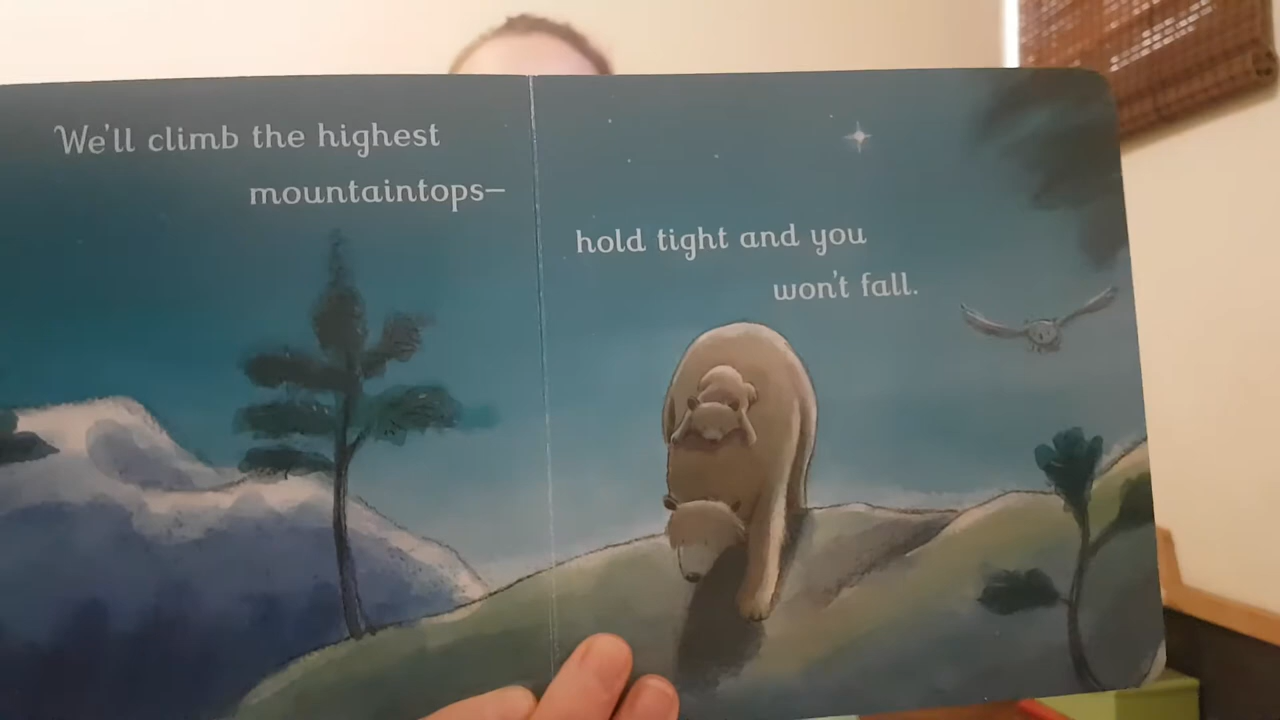 We'll climb the highest
mountaintops—
hold tight and you
won't fall.